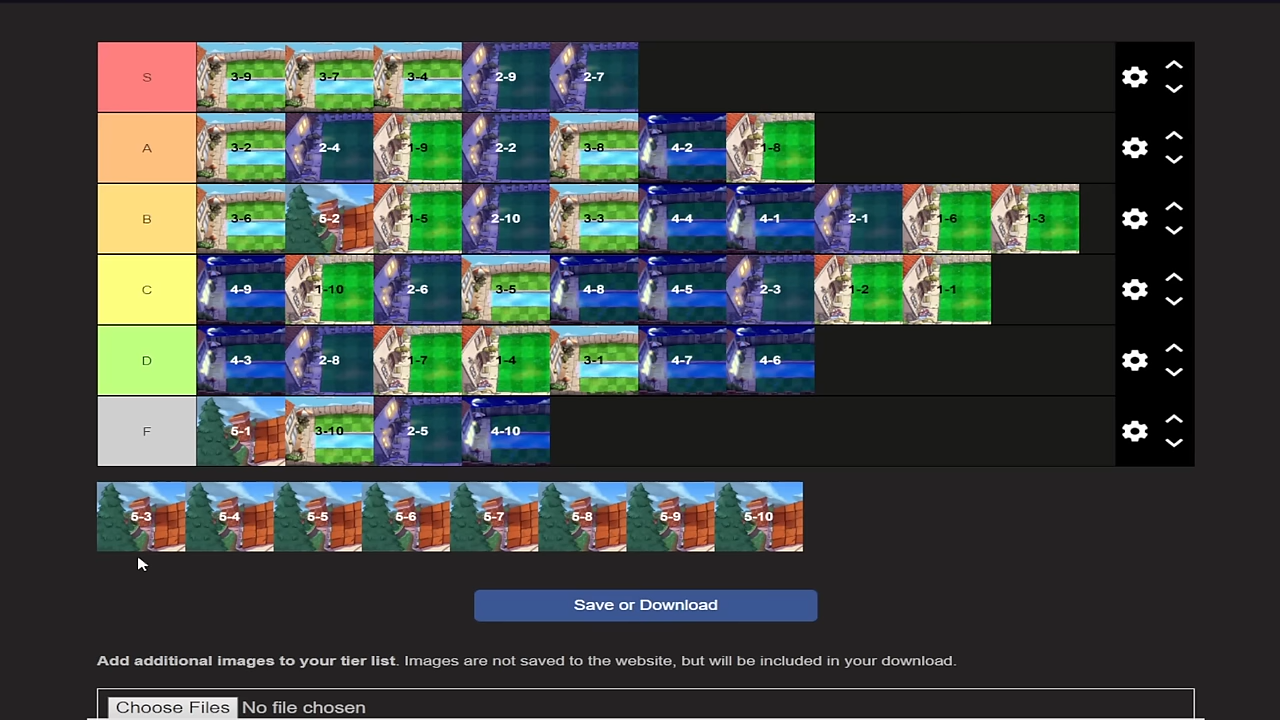 S 3-9 3-7 3-4 2-9 2-7
A 3-2 2-4 1-9 2-2 3-8 4-2 1-8
B 3-6 5-2 1-5 2-10 3-3 4-4 4-1 2-1 1-6 1-3
C 4-9 1-10 2-6 3-5 4-8 4-5 2-3 1-2 1-1
D 4-3 2-8 1-7 1-4 3-1 4-7 4-6
F 5-1 3-10 2-5 4-10
5-3 5-4 5-5 5-6 5-7 5-8 5-9 5-10
Save or Download
Add additional images to your tier list. Images are not saved to the website, but will be included in your download.
Choose Files No file chosen